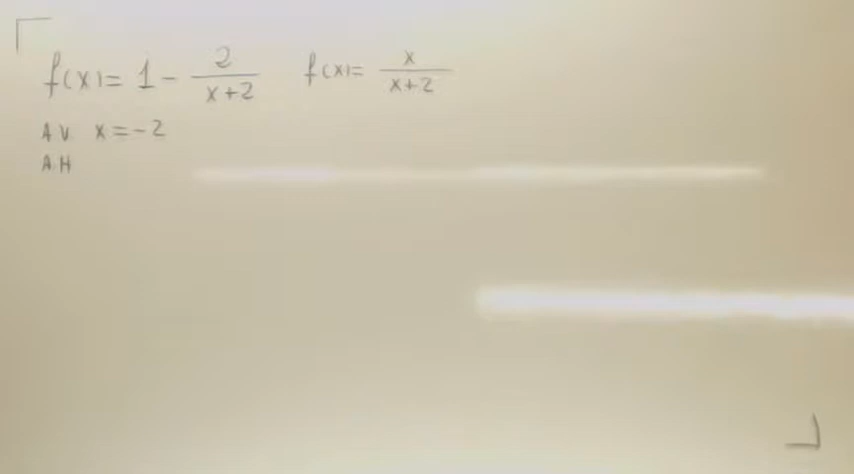 f(x)= 1 - 2/(x+2) f(x)= x/(x+2)
A V x = -2
A.H